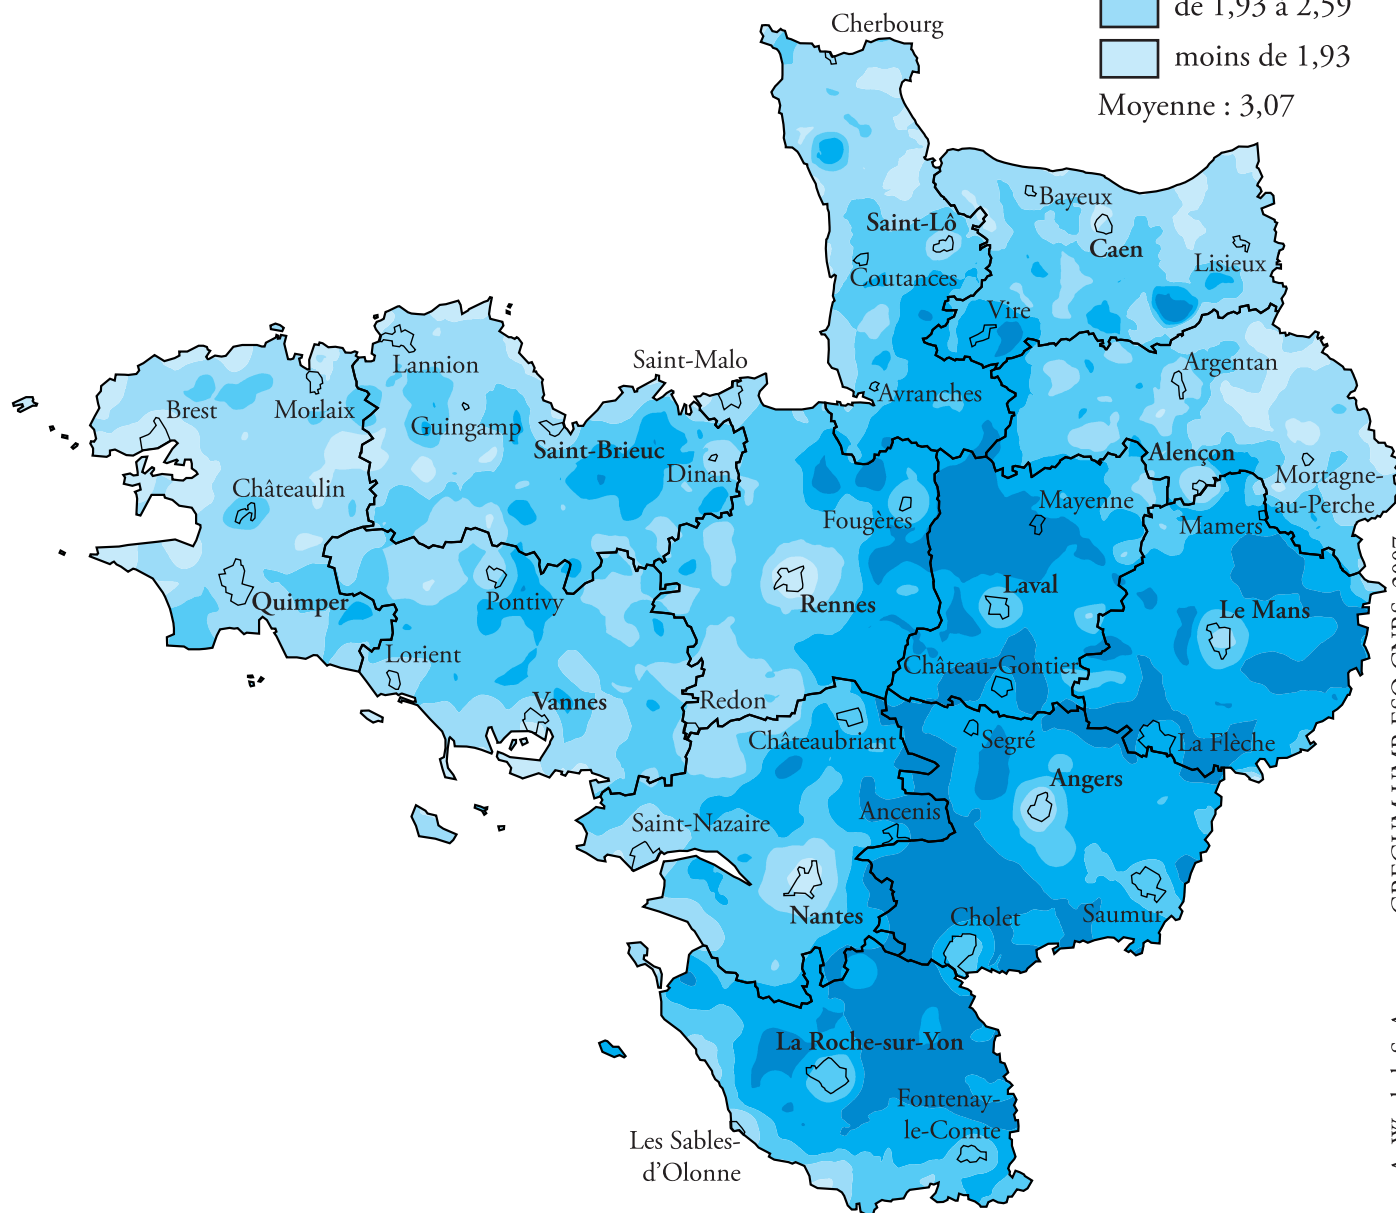 de 1,93 à 2,59
moins de 1,93
Moyenne : 3,07
Cherbourg
Bayeux
Saint-Lô
Caen
Lisieux
Coutances
Vire
Saint-Malo
Lannion
Argentan
Avranches
Brest
Morlaix
Guingamp
Saint-Brieuc
Dinan
Alençon
Mortagne-
au-Perche
Châteaulin
Fougères
Mayenne
Mamers
Quimper
Pontivy
Rennes
Laval
Le Mans
Lorient
Château-Gontier
Vannes
Redon
Châteaubriant
Segré
La Flèche
Angers
Saint-Nazaire
Ancenis
Nantes
Cholet
Saumur
La Roche-sur-Yon
Fontenay-
le-Comte
Les Sables-
d'Olonne